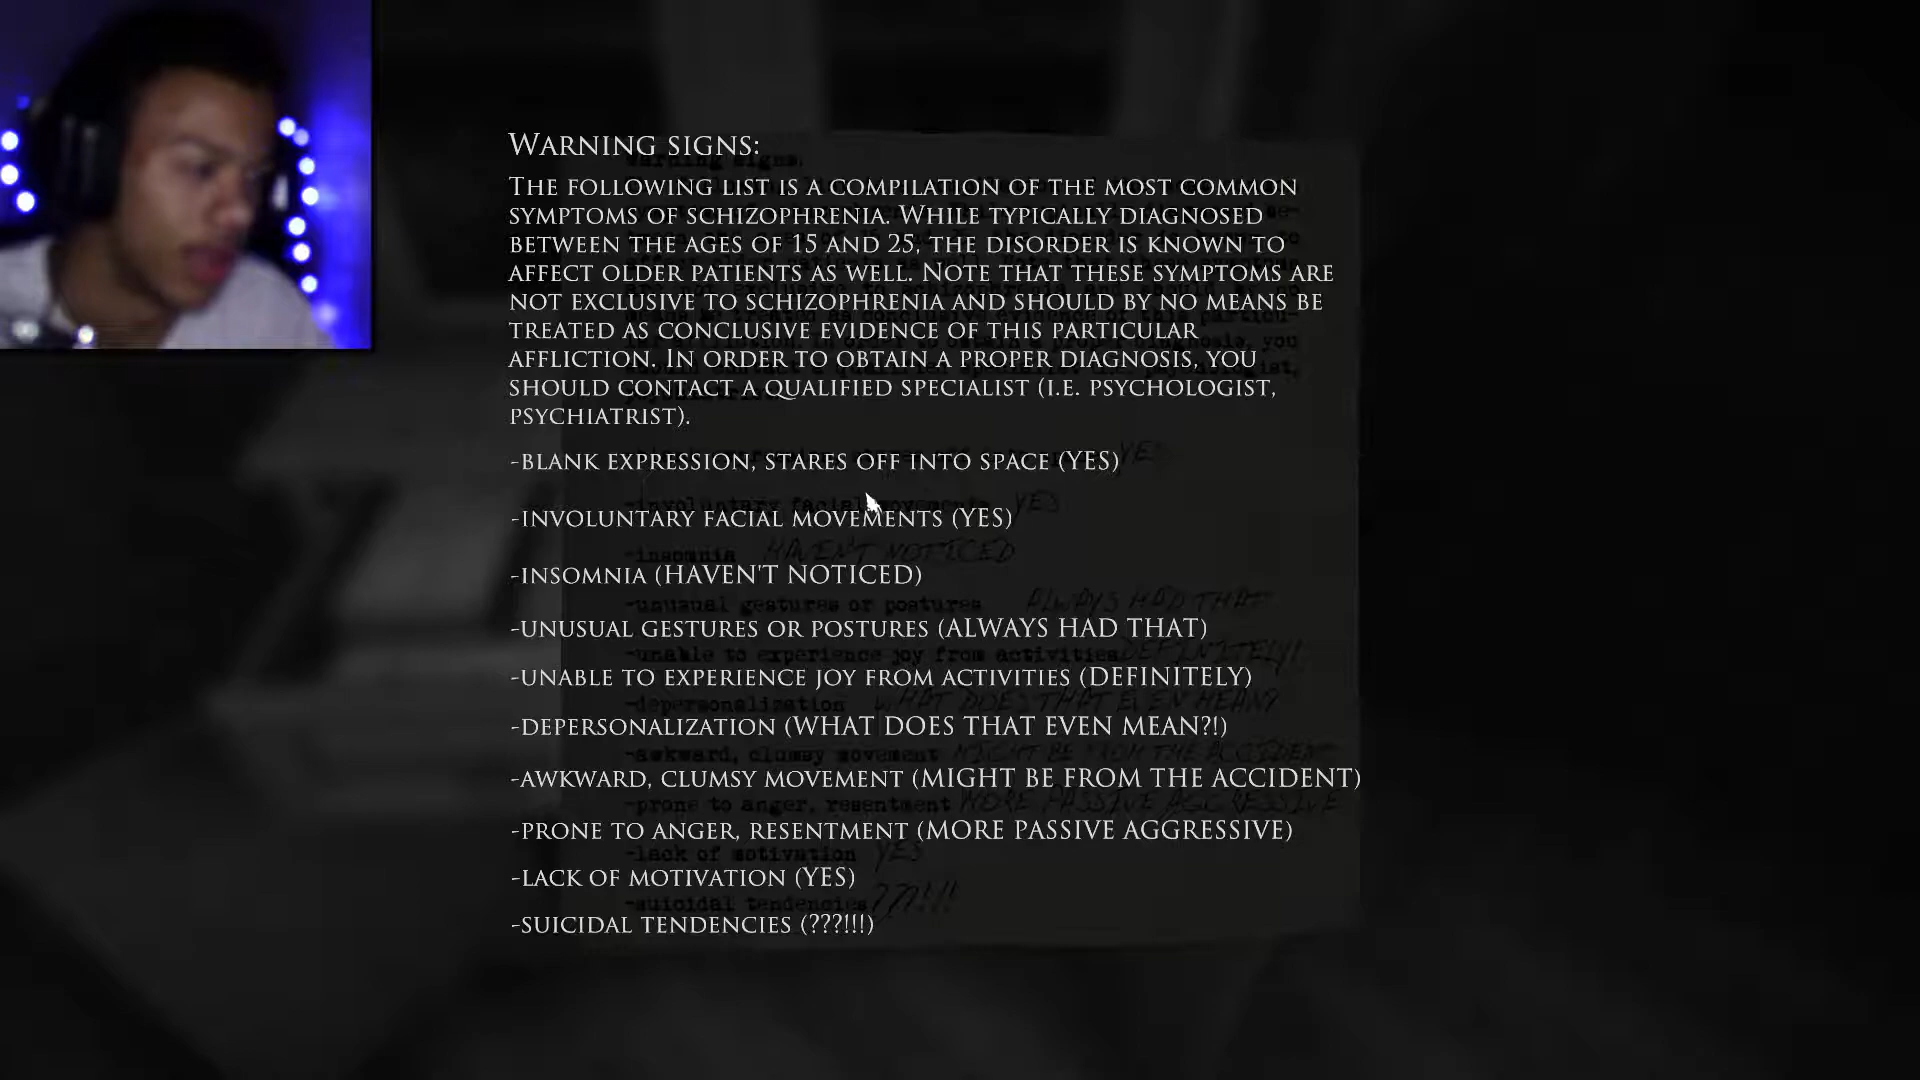 Warning signs:
The following list is a compilation of the most common
symptoms of schizophrenia. While typically diagnosed
between the ages of 15 and 25, the disorder is known to
affect older patients as well. Note that these symptoms are
not exclusive to schizophrenia and should by no means be
treated as conclusive evidence of this particular
affliction. In order to obtain a proper diagnosis, you
should contact a qualified specialist (i.e. psychologist,
psychiatrist).
-blank expression, stares off into space (YES)
-involuntary facial movements (YES)
-insomnia (HAVEN'T NOTICED)
-unusual gestures or postures (ALWAYS HAD THAT)
-unable to experience joy from activities (DEFINITELY)
-depersonalization (WHAT DOES THAT EVEN MEAN?!)
-awkward, clumsy movement (MIGHT BE FROM THE ACCIDENT)
-prone to anger, resentment (MORE PASSIVE AGGRESSIVE)
-lack of motivation (YES)
-suicidal tendencies (???!!!)